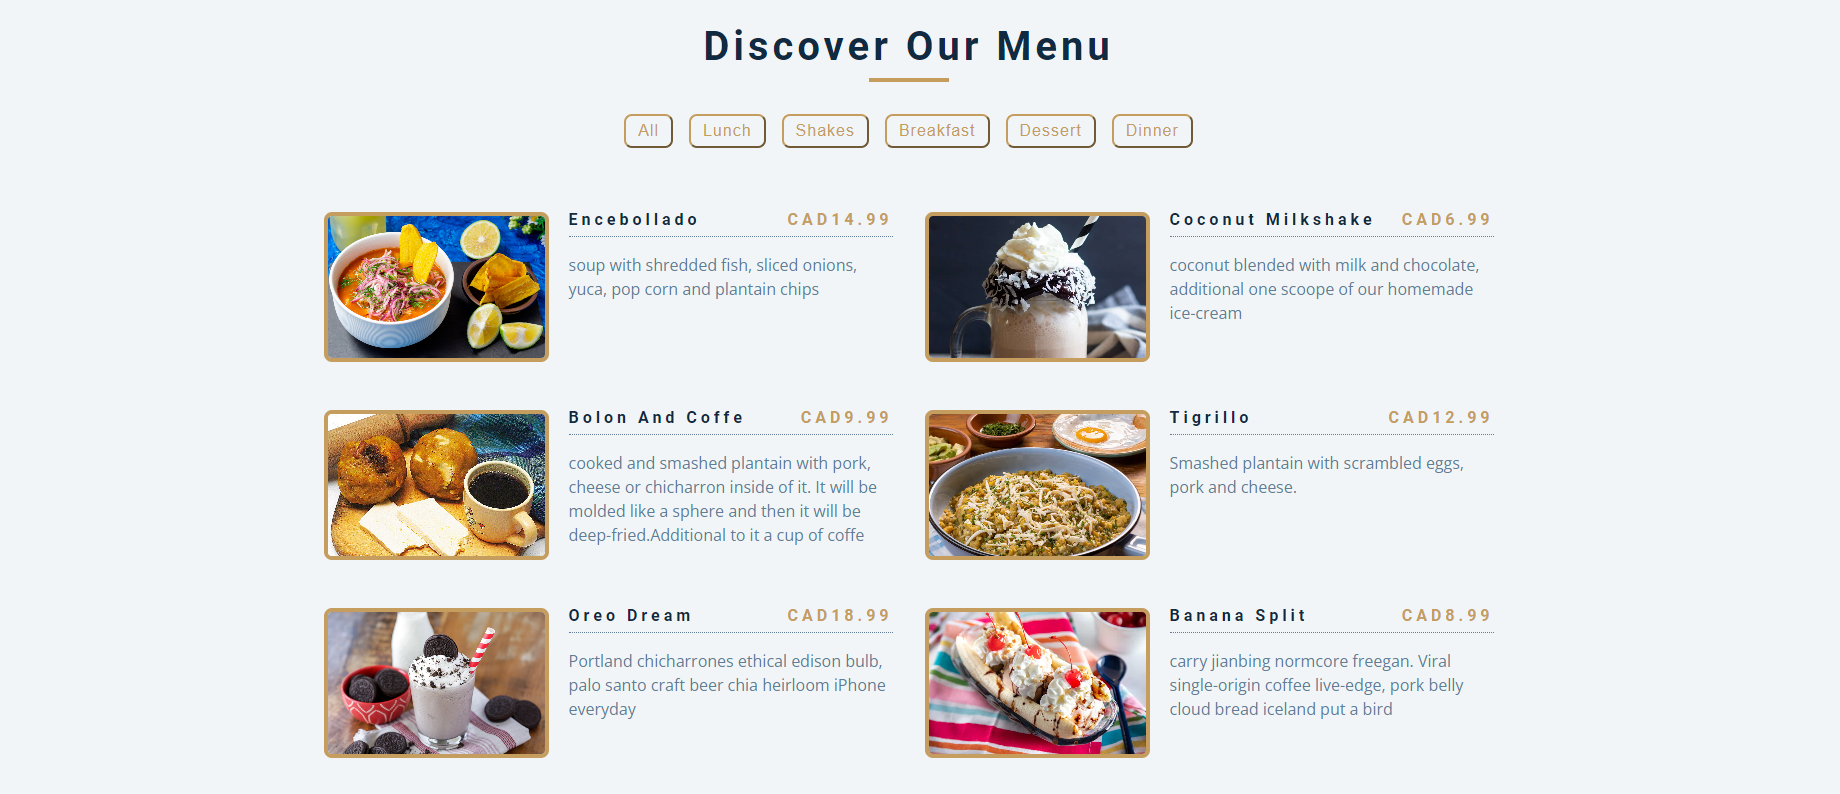 Discover Our Menu
All Lunch Shakes Breakfast Dessert Dinner
Encebollado CAD14.99
soup with shredded fish, sliced onions,
yuca, pop corn and plantain chips
Coconut Milkshake CAD6.99
coconut blended with milk and chocolate,
additional one scoope of our homemade
ice-cream
Bolon And Coffe CAD9.99
cooked and smashed plantain with pork,
cheese or chicharron inside of it. It will be
molded like a sphere and then it will be
deep-fried.Additional to it a cup of coffe
Tigrillo CAD12.99
Smashed plantain with scrambled eggs,
pork and cheese.
Oreo Dream CAD18.99
Portland chicharrones ethical edison bulb,
palo santo craft beer chia heirloom iPhone
everyday
Banana Split CAD8.99
carry jianbing normcore freegan. Viral
single-origin coffee live-edge, pork belly
cloud bread iceland put a bird